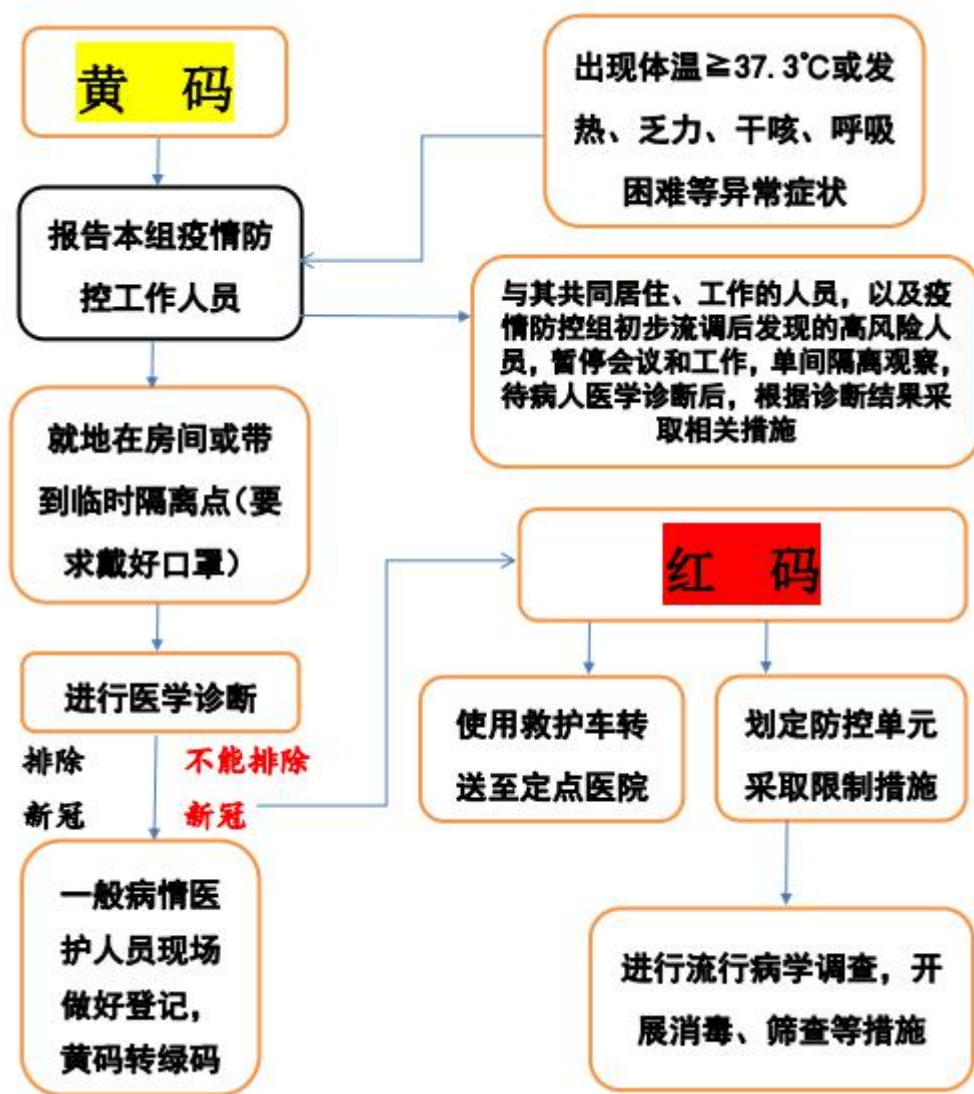 黄 码
出现体温≧37.3℃或发
热、乏力、干咳、呼吸
困难等异常症状
报告本组疫情防
控工作人员
与其共同居住、工作的人员，以及疫
情防控组初步流调后发现的高风险人
员，暂停会议和工作，单间隔离观察，
待病人医学诊断后，根据诊断结果采
取相关措施
就地在房间或带
到临时隔离点（要
求戴好口罩）
红 码
进行医学诊断
使用救护车转
送至定点医院
划定防控单元
采取限制措施
排除
新冠
不能排除
新冠
一般病情医
护人员现场
做好登记，
黄码转绿码
进行流行病学调查，开
展消毒、筛查等措施